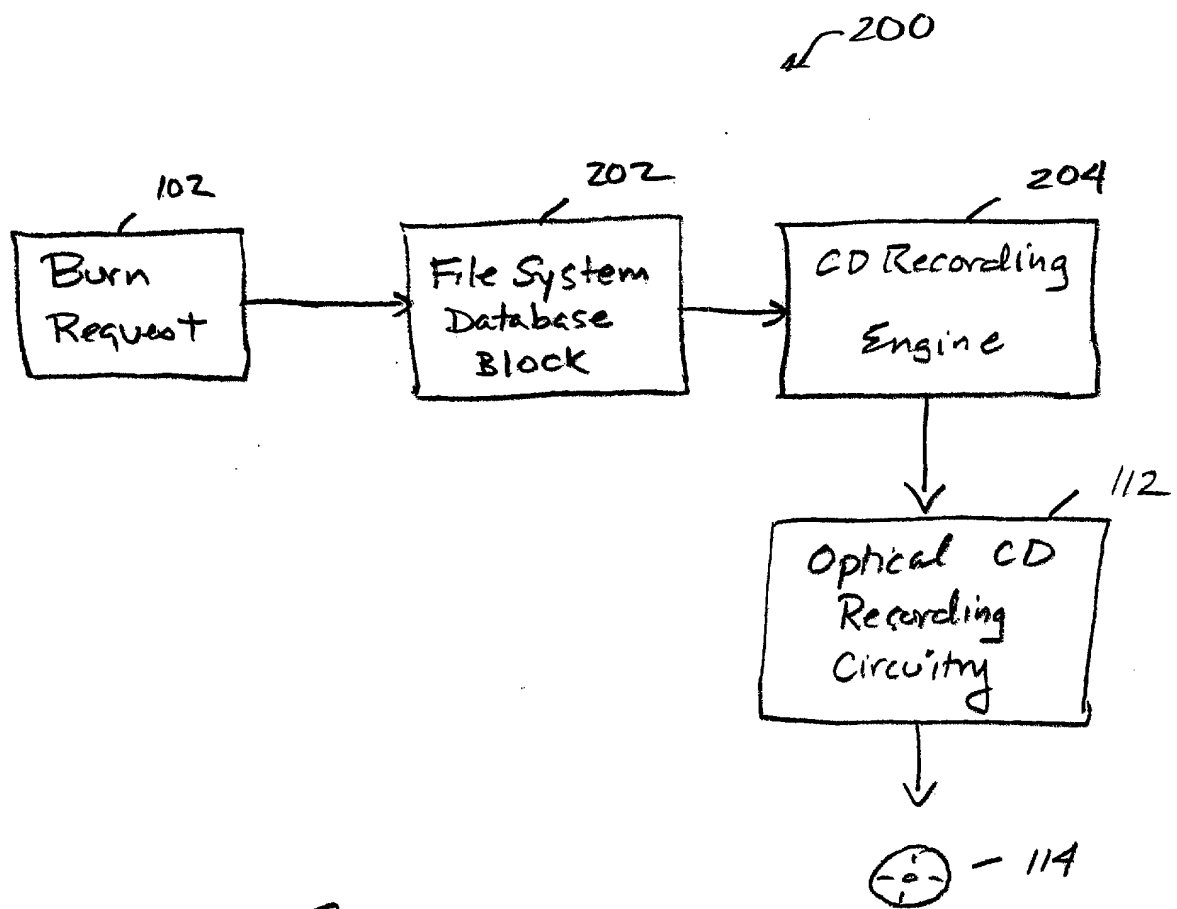 200
102
202
204
Burn
Request
File System
Database
Block
CD Recording
Engine
112
Optical CD
Recording
Circuitry
114